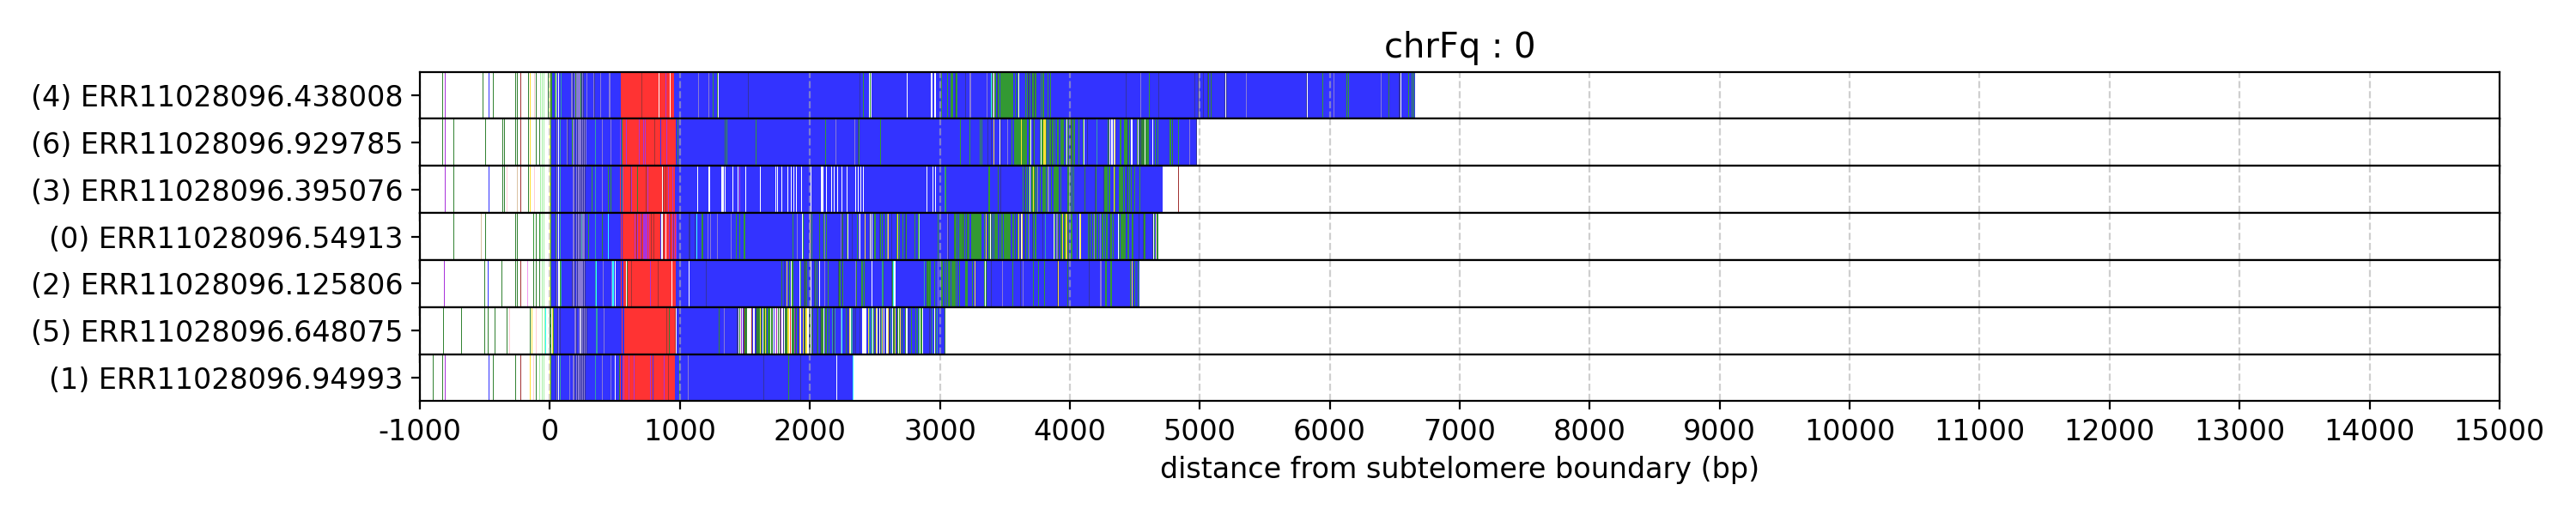 chrFq : 0
(4) ERR11028096.438008
(6) ERR11028096.929785
(3) ERR11028096.395076
(0) ERR11028096.54913
(2) ERR11028096.125806
(5) ERR11028096.648075
(1) ERR11028096.94993
-1000 0 1000 2000 3000 4000 5000 6000 7000 8000 9000 10000 11000 12000 13000 14000 15000
distance from subtelomere boundary (bp)